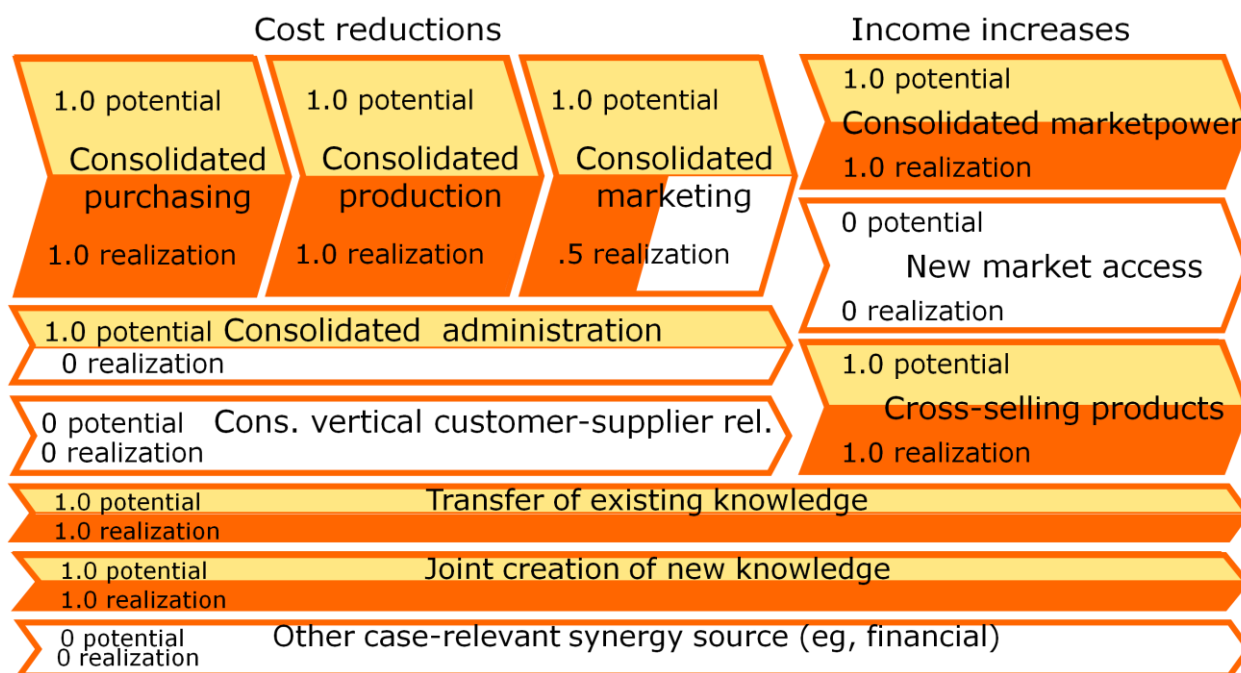 Cost reductions
Income increases
1.0 potential
Consolidated
purchasing
1.0 realization
1.0 potential
Consolidated
production
1.0 realization
1.0 potential
Consolidated
marketing
.5 realization
1.0 potential
Consolidated marketpower
1.0 realization
0 potential
New market access
0 realization
1.0 potential Consolidated administration
0 realization
1.0 potential
Cross-selling products
1.0 realization
0 potential Cons. vertical customer-supplier rel.
0 realization
1.0 potential Transfer of existing knowledge
1.0 realization
1.0 potential Joint creation of new knowledge
1.0 realization
0 potential Other case-relevant synergy source (eg, financial)
0 realization